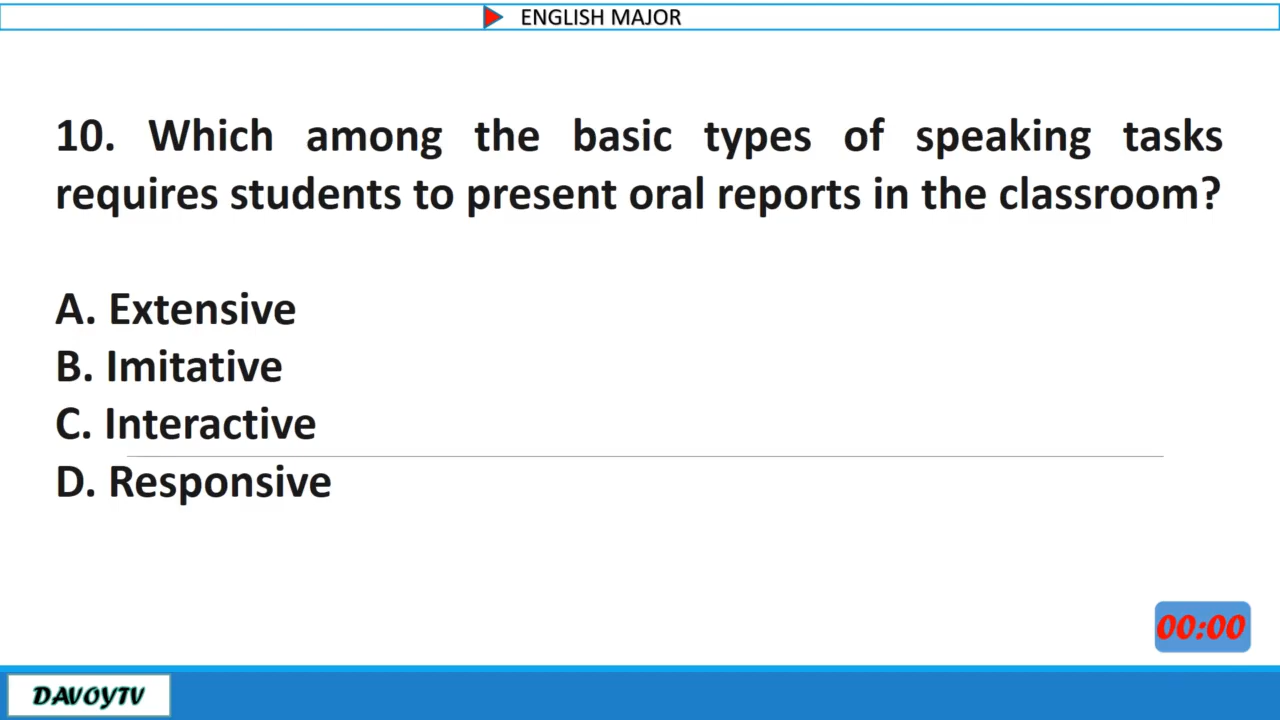 ENGLISH MAJOR
10. Which among the basic types of speaking tasks
requires students to present oral reports in the classroom?
A. Extensive
B. Imitative
C. Interactive
D. Responsive
00:00
DAVOYTV